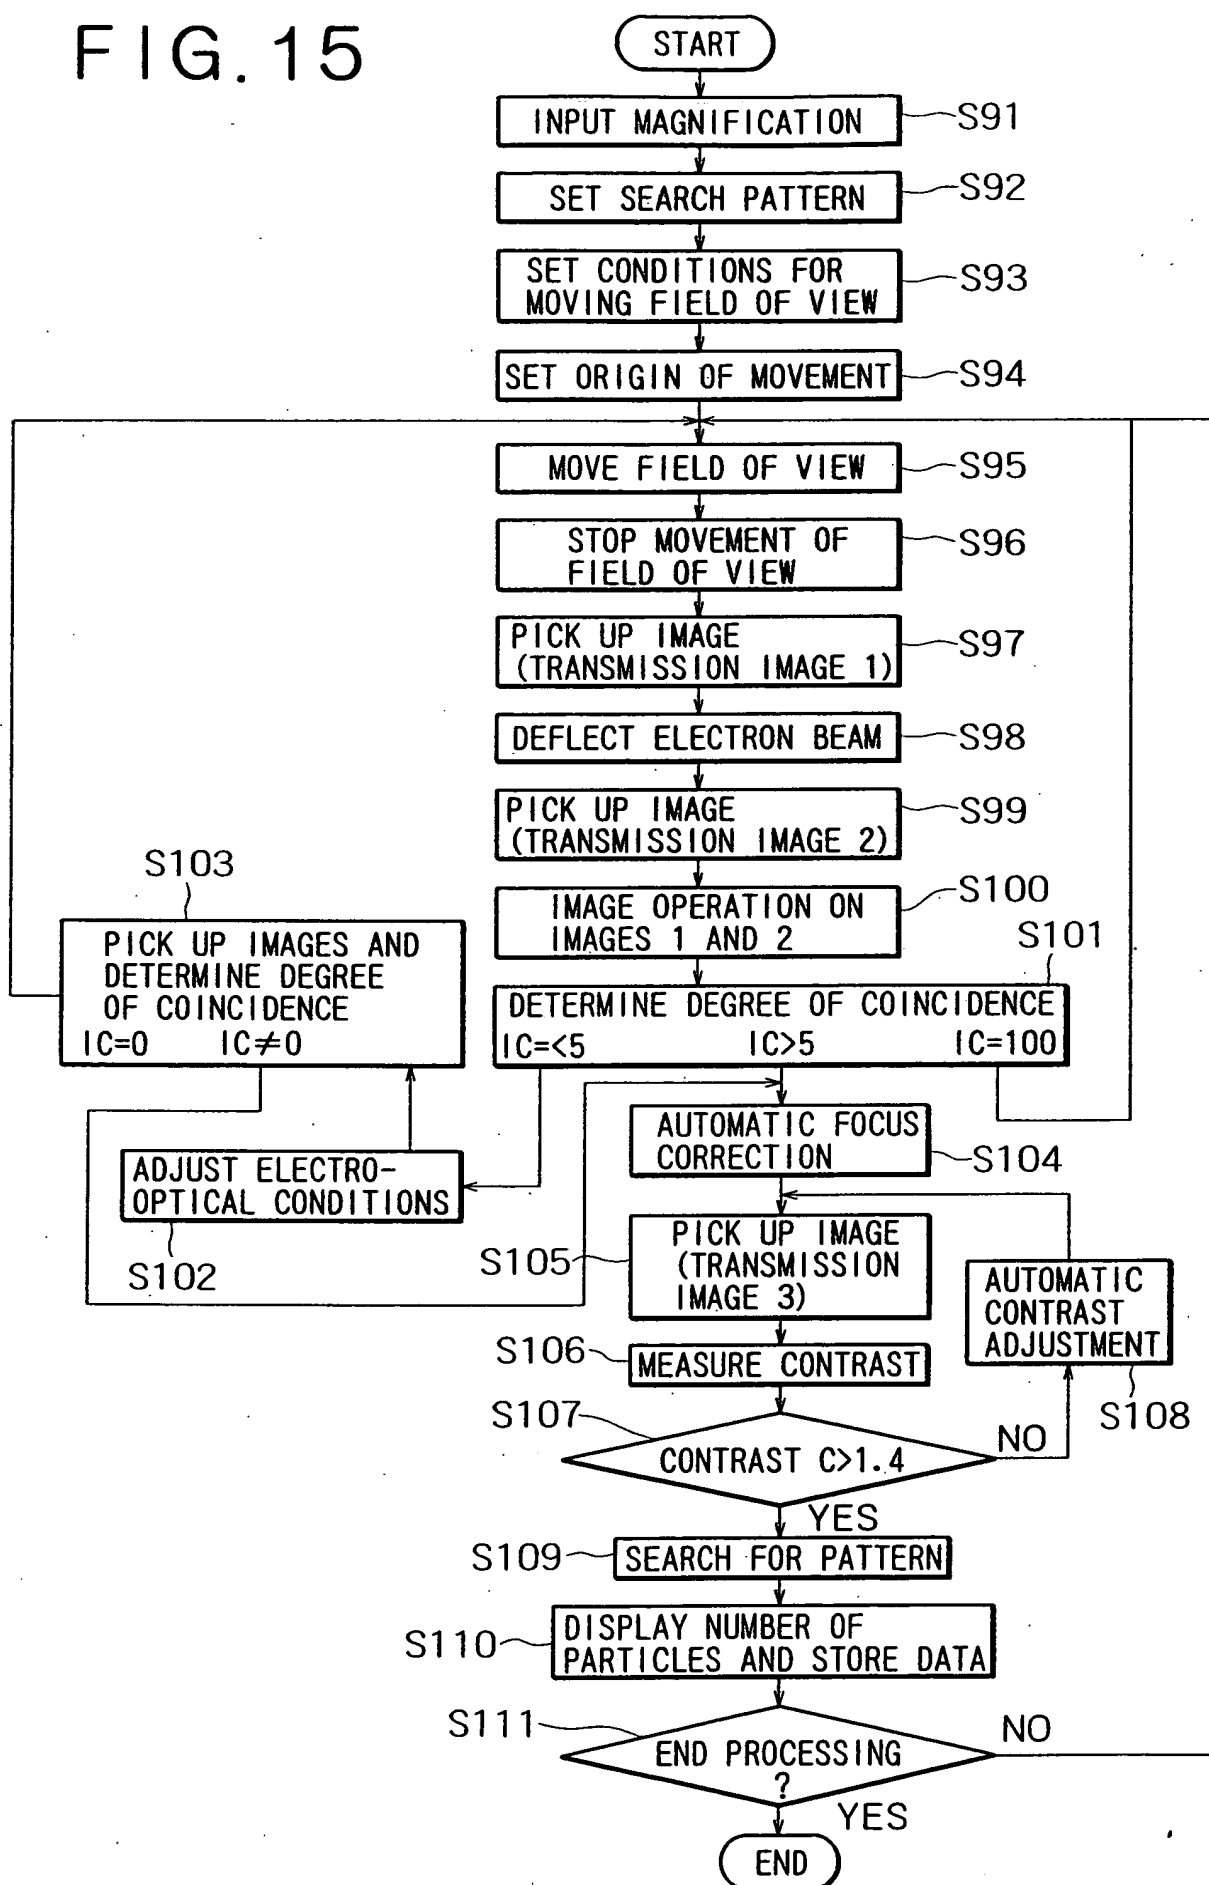 FIG.15
START
INPUT MAGNIFICATION
S91
SET SEARCH PATTERN
S92
SET CONDITIONS FOR
MOVING FIELD OF VIEW
S93
SET ORIGIN OF MOVEMENT
S94
MOVE FIELD OF VIEW
S95
STOP MOVEMENT OF
FIELD OF VIEW
S96
PICK UP IMAGE
(TRANSMISSION IMAGE 1)
S97
DEFLECT ELECTRON BEAM
S98
PICK UP IMAGE
(TRANSMISSION IMAGE 2)
S99
IMAGE OPERATION ON
IMAGES 1 AND 2
S100
S101
DETERMINE DEGREE OF COINCIDENCE
IC=<5 IC>5 IC=100
S103
PICK UP IMAGES AND
DETERMINE DEGREE
OF COINCIDENCE
IC=0 IC≠0
ADJUST ELECTRO-
OPTICAL CONDITIONS
S102
AUTOMATIC FOCUS
CORRECTION
S104
PICK UP IMAGE
(TRANSMISSION
IMAGE 3)
S105
AUTOMATIC
CONTRAST
ADJUSTMENT
S108
S106
MEASURE CONTRAST
S107
CONTRAST C>1.4
NO
YES
S109
SEARCH FOR PATTERN
S110
DISPLAY NUMBER OF
PARTICLES AND STORE DATA
S111
END PROCESSING
?
NO
YES
END